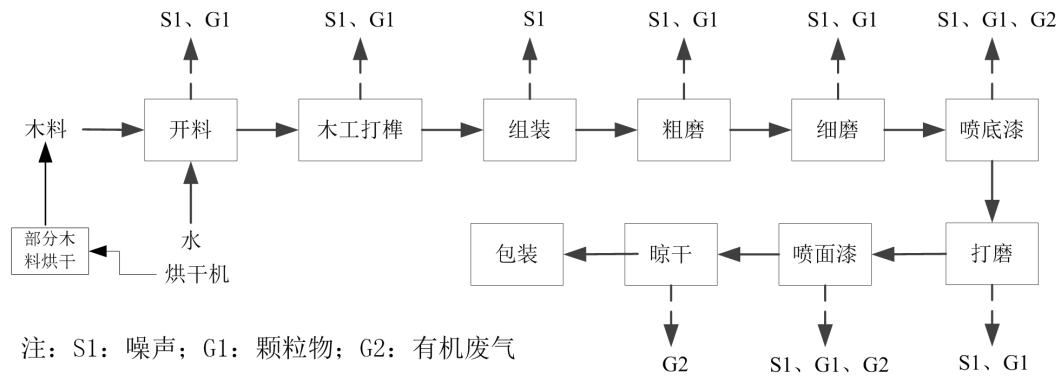 S1、G1
S1、G1
S1
S1、G1
S1、G1
S1、G1、G2
木料
开料
木工打榫
组装
粗磨
细磨
喷底漆
部分木
料烘干
水
烘干机
包装
晾干
喷面漆
打磨
G2
S1、G1、G2
S1、G1
注：S1：噪声；G1：颗粒物；G2：有机废气